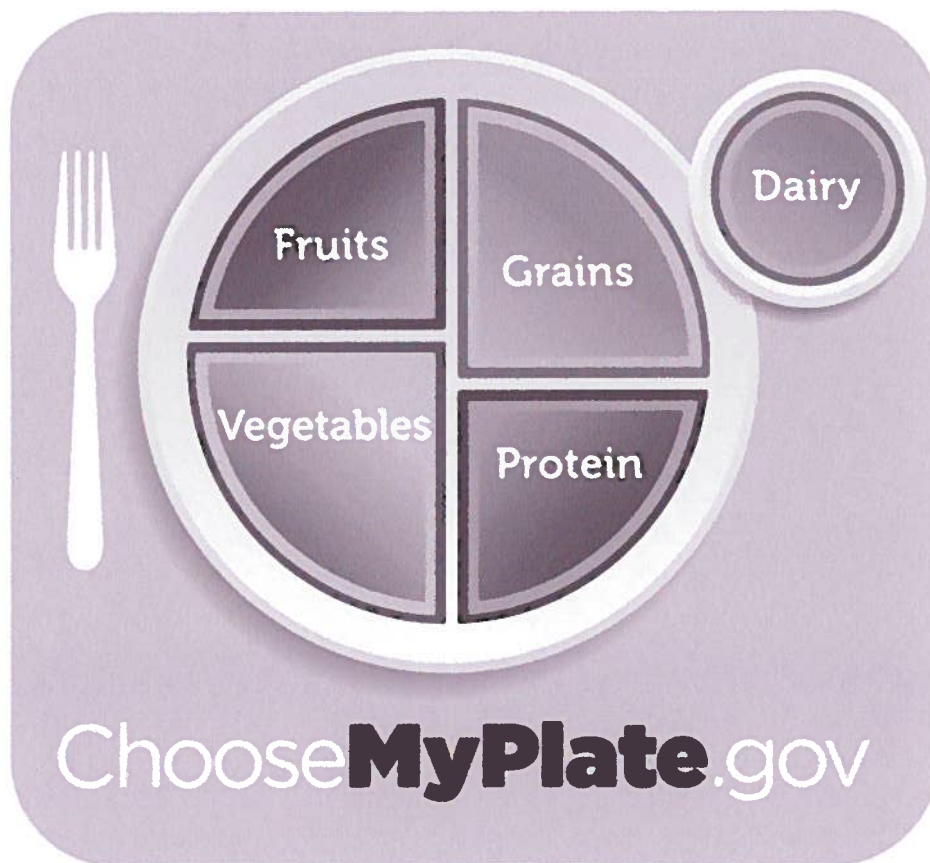 Dairy
Fruits
Grains
Vegetables
Protein
ChooseMyPlate.gov